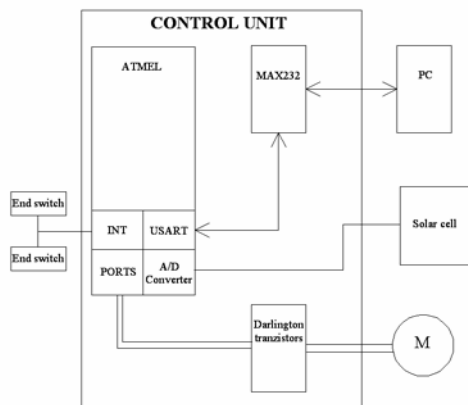 CONTROL UNIT
ATMEL
MAX232
PC
End switch
End switch
INT
USART
PORTS
A/D
Converter
Solar cell
Darlington
tranzistors
M